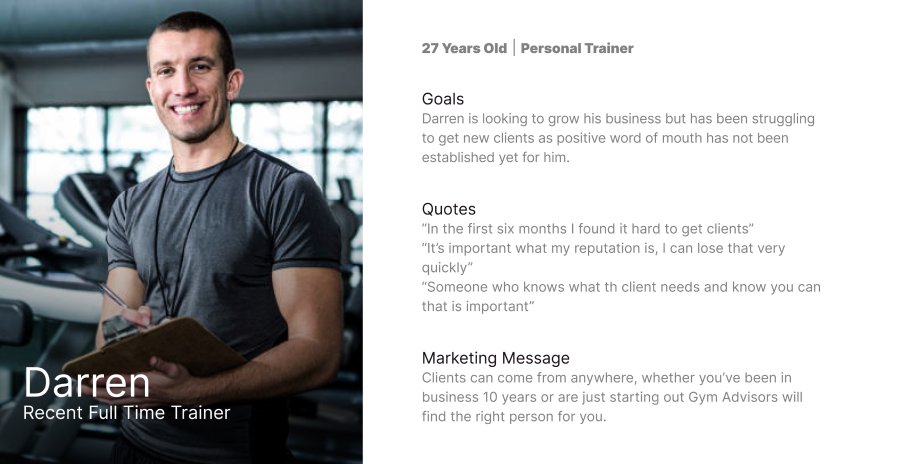 27 Years Old | Personal Trainer
Goals
Darren is looking to grow his business but has been struggling
to get new clients as positive word of mouth has not been
established yet for him.
Quotes
“In the first six months I found it hard to get clients”
“It’s important what my reputation is, I can lose that very
quickly”
“Someone who knows what th client needs and know you can
that is important”
Marketing Message
Clients can come from anywhere, whether you’ve been in
business 10 years or are just starting out Gym Advisors will
find the right person for you.
Darren
Recent Full Time Trainer